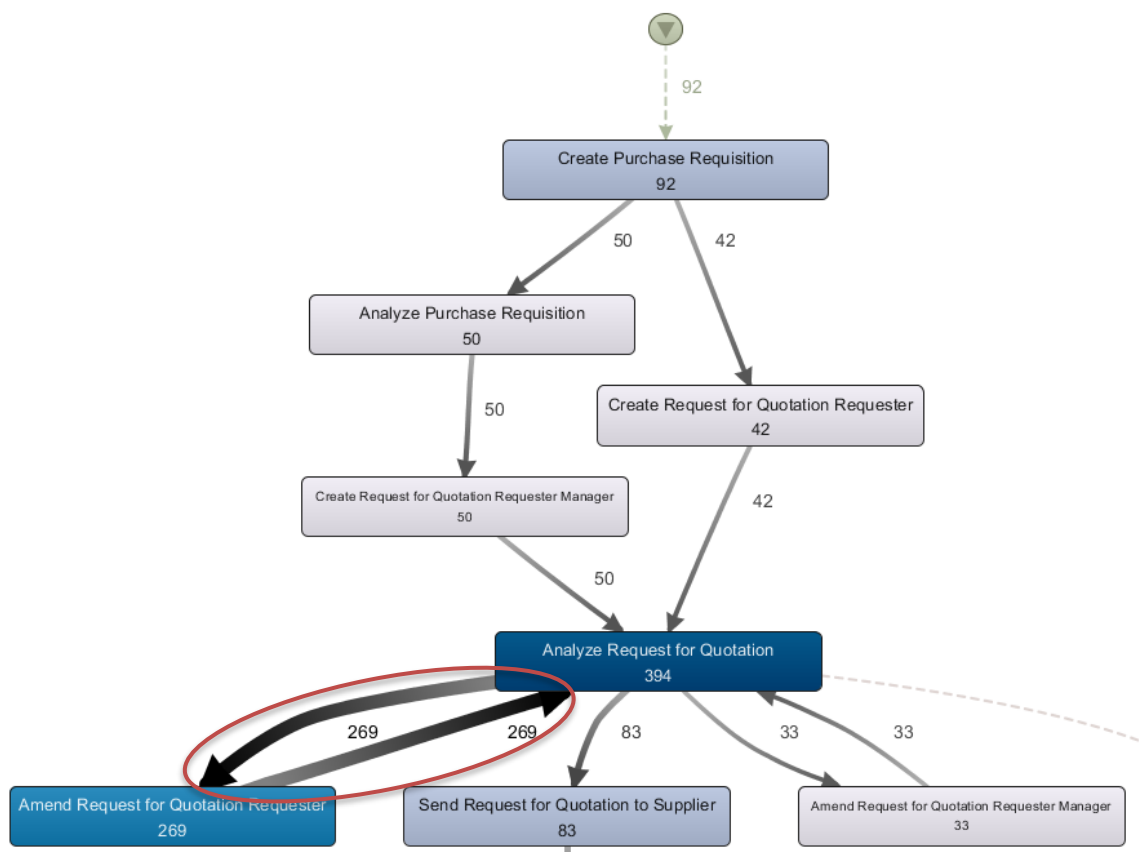 92
Create Purchase Requisition
92
50
42
Analyze Purchase Requisition
50
Create Request for Quotation Requester
42
50
Create Request for Quotation Requester Manager
50
42
50
Analyze Request for Quotation
394
269
269
83
33
33
Amend Request for Quotation Requester
269
Send Request for Quotation to Supplier
83
Amend Request for Quotation Requester Manager
33